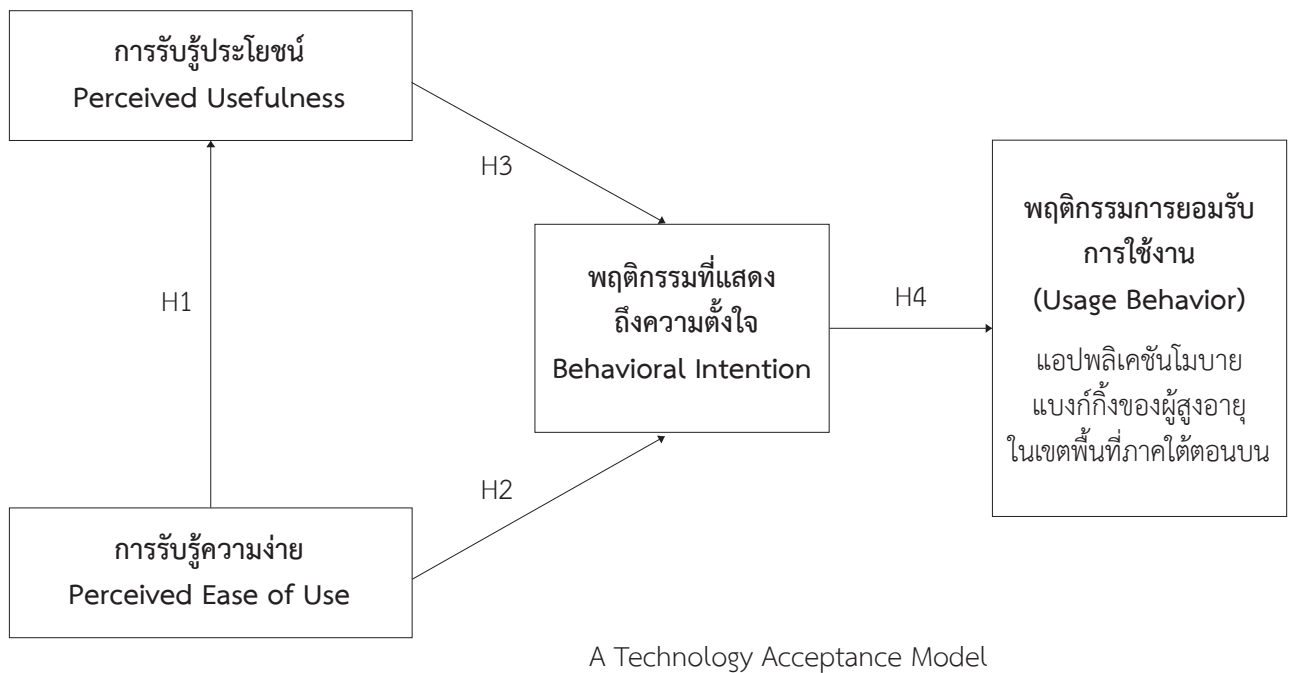 การรับรู้ประโยชน์
Perceived Usefulness
H3
H1
พฤติกรรมที่แสดง
ถึงความตั้งใจ
Behavioral Intention
H4
พฤติกรรมการยอมรับ
การใช้งาน
(Usage Behavior)
แอปพลิเคชันโมบาย
แบงก์กิ้งของผู้สูงอายุ
ในเขตพื้นที่ภาคใต้ตอนบน
H2
การรับรู้ความง่าย
Perceived Ease of Use
A Technology Acceptance Model